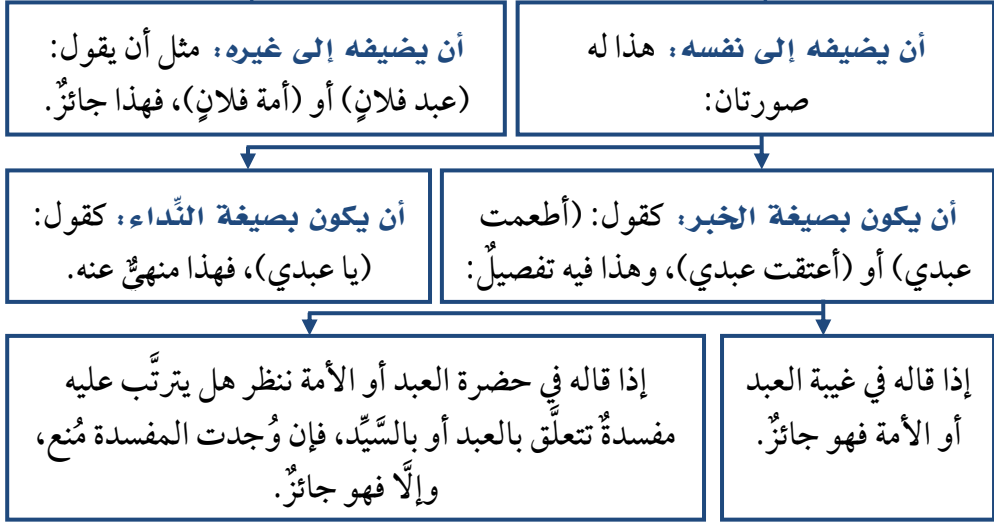 أن يضيفه إلى نفسه: هذا له
صورتان:
أن يضيفه إلى غيره: مثل أن يقول:
(عبد فلانٍ) أو (أمة فلانٍ)، فهذا جائزٌ.
أن يكون بصيغة الخبر: كقول: (أطعمت
عبدي) أو (أعتقت عبدي)، وهذا فيه تفصيلٌ:
أن يكون بصيغة النِّداء: كقول:
(يا عبدي)، فهذا منهيٌّ عنه.
إذا قاله في غيبة العبد
أو الأمة فهو جائزٌ.
إذا قاله في حضرة العبد أو الأمة ننظر هل يترتَّب عليه
مفسدةٌ تتعلَّق بالعبد أو بالسَّيِّد، فإن وُجدت المفسدة مُنع،
وإلَّا فهو جائزٌ.